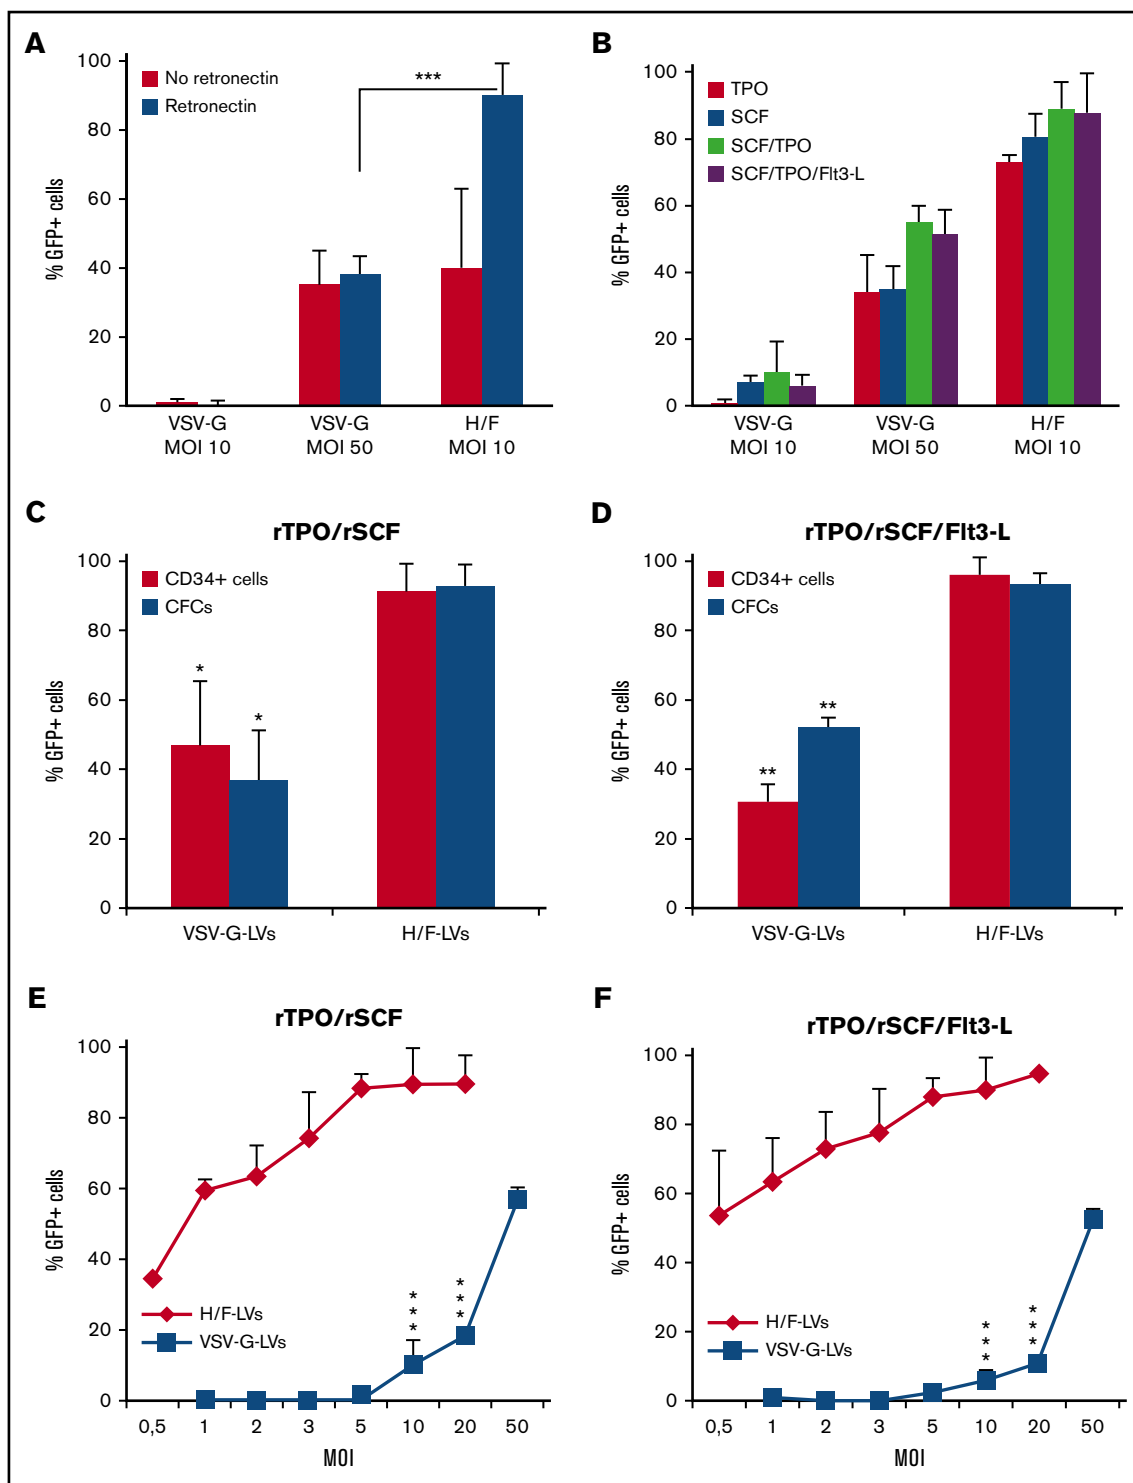 A
100
80
60
40
20
0
% GFP+ cells
No retronectin
Retronectin
***
VSV-G
MOI 10
VSV-G
MOI 50
H/F
MOI 10
B
100
80
60
40
20
0
% GFP+ cells
TPO
SCF
SCF/TPO
SCF/TPO/Flt3-L
VSV-G
MOI 10
VSV-G
MOI 50
H/F
MOI 10
C
rTPO/rSCF
100
80
60
40
20
0
% GFP+ cells
CD34+ cells
CFCs
*
*
VSV-G-LVs
H/F-LVs
D
rTPO/rSCF/Flt3-L
100
80
60
40
20
0
% GFP+ cells
CD34+ cells
CFCs
**
**
VSV-G-LVs
H/F-LVs
E
rTPO/rSCF
100
80
60
40
20
0
% GFP+ cells
H/F-LVs
VSV-G-LVs
***
***
0,5 1 2 3 5 10 20 50
MOI
F
rTPO/rSCF/Flt3-L
100
80
60
40
20
0
% GFP+ cells
H/F-LVs
VSV-G-LVs
***
***
0,5 1 2 3 5 10 20 50
MOI